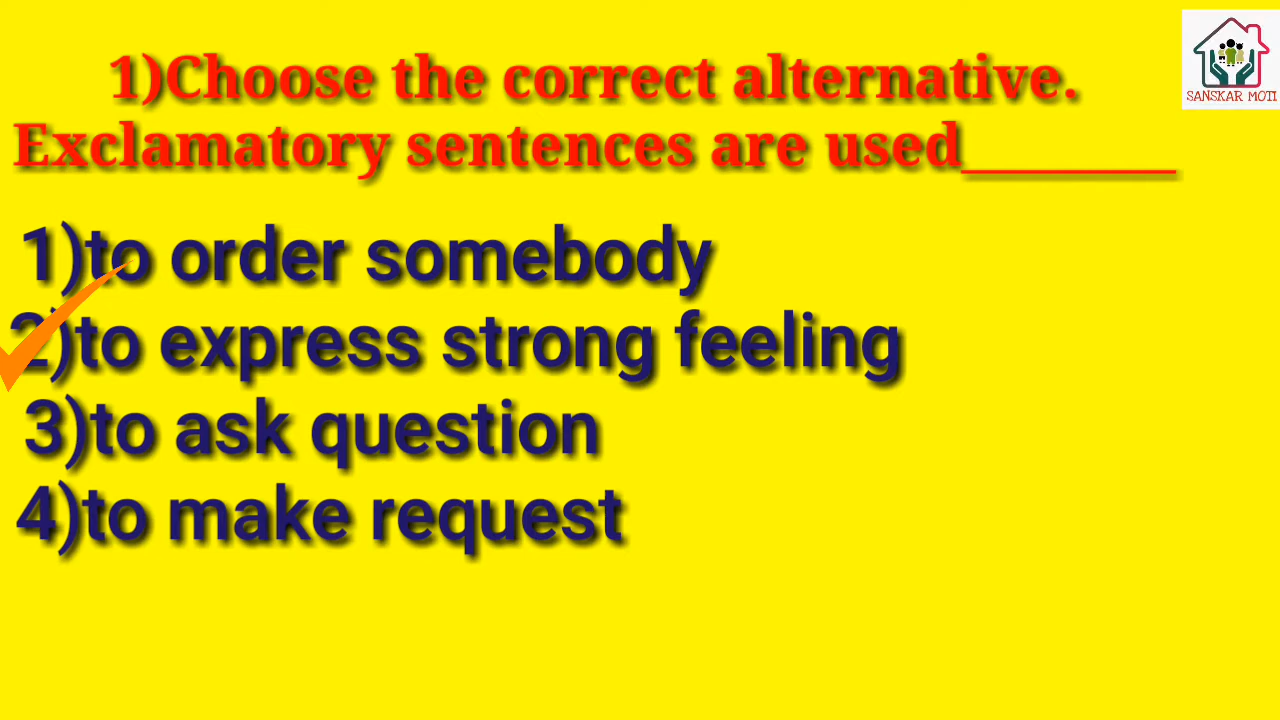 1)Choose the correct alternative.
Exclamatory sentences are used________
1)to order somebody
2)to express strong feeling
3)to ask question
4)to make request
SANSKAR MOTI